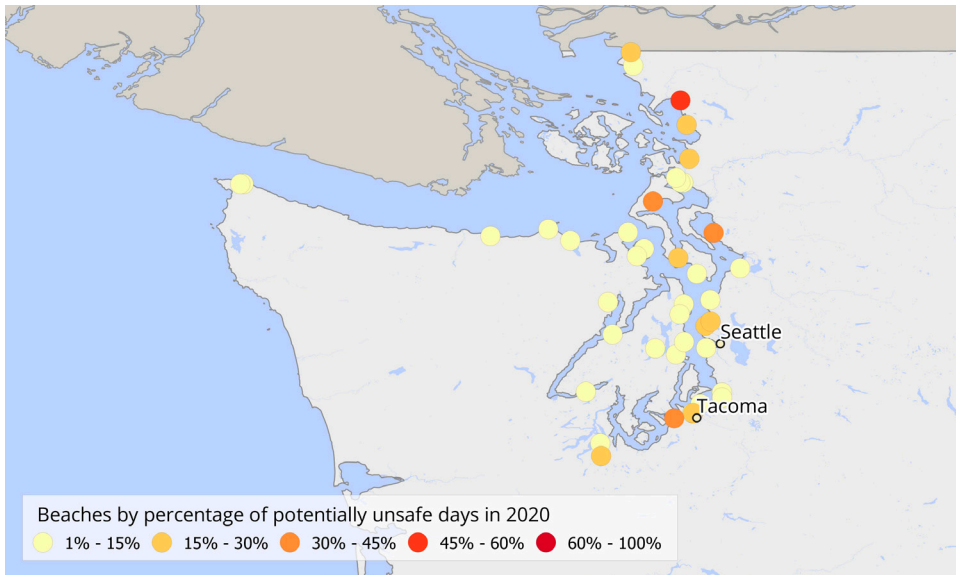 Seattle
Tacoma
Beaches by percentage of potentially unsafe days in 2020
1% - 15% 15% - 30% 30% - 45% 45% - 60% 60% - 100%